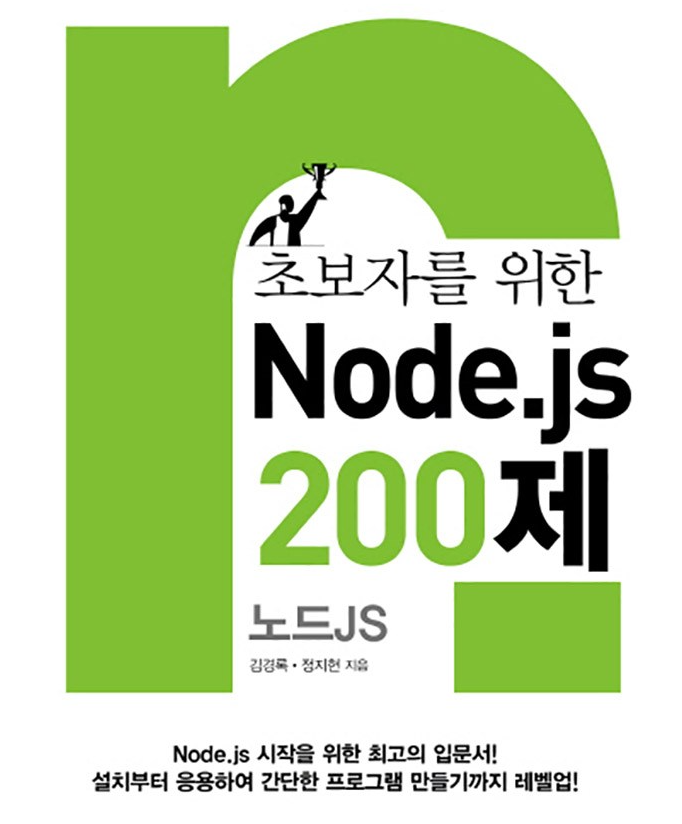 초보자를 위한
Node.js
200제
노드JS
김경록 • 정지현 지음
Node.js 시작을 위한 최고의 입문서!
설치부터 응용하여 간단한 프로그램 만들기까지 레벨업!